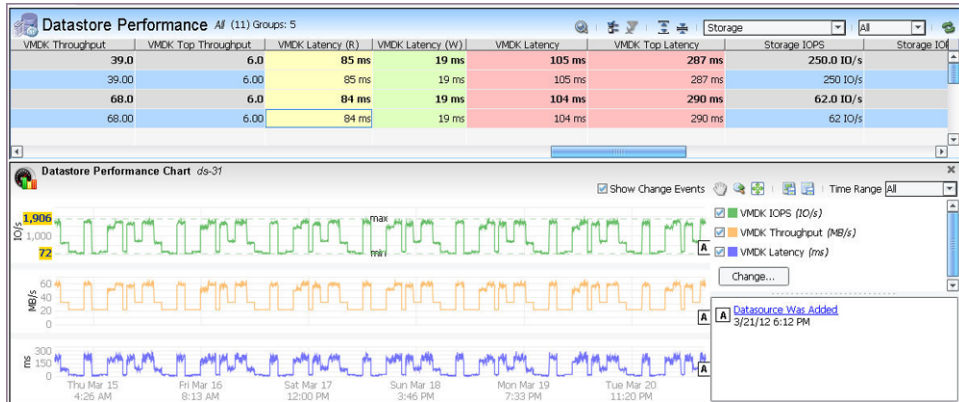 Datastore Performance All (11) Groups: 5
Storage
All
VMDK Throughput VMDK Top Throughput VMDK Latency (R) VMDK Latency (W) VMDK Latency VMDK Top Latency Storage IOPS Storage IO
39.0 6.0 85 ms 19 ms 105 ms 287 ms 250.0 IO/s
39.00 6.00 85 ms 19 ms 105 ms 287 ms 250 IO/s
68.0 6.0 84 ms 19 ms 104 ms 290 ms 62.0 IO/s
68.00 6.00 84 ms 19 ms 104 ms 290 ms 62 IO/s
Datastore Performance Chart ds-31
Show Change Events Time Range All
IO/s
1,906
1,000
72
max
min
A
VMDK IOPS (IO/s)
VMDK Throughput (MB/s)
VMDK Latency (ms)
Change...
MB/s
60
40
20
0
A
A Datasource Was Added
3/21/12 6:12 PM
ms
300
150
0
A
Thu Mar 15 Fri Mar 16 Sat Mar 17 Sun Mar 18 Mon Mar 19 Tue Mar 20
4:26 AM 8:13 AM 12:00 PM 3:46 PM 7:33 PM 11:20 PM